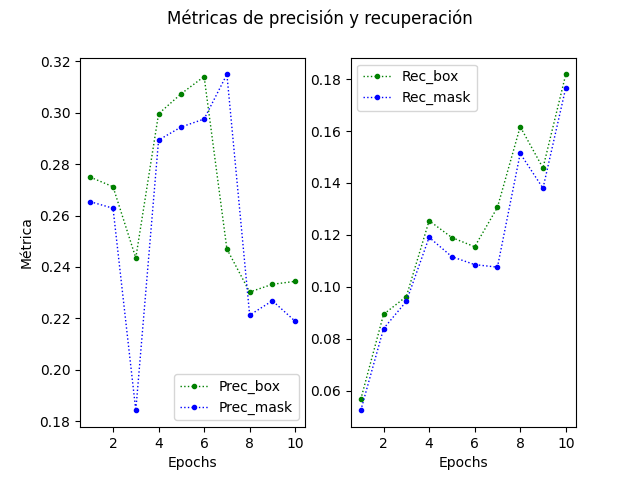 Métricas de precisión y recuperación
Métrica
0.32
0.30
0.28
0.26
0.24
0.22
0.20
0.18
2 4 6 8 10
Epochs
Prec_box
Prec_mask
0.18
0.16
0.14
0.12
0.10
0.08
0.06
2 4 6 8 10
Epochs
Rec_box
Rec_mask